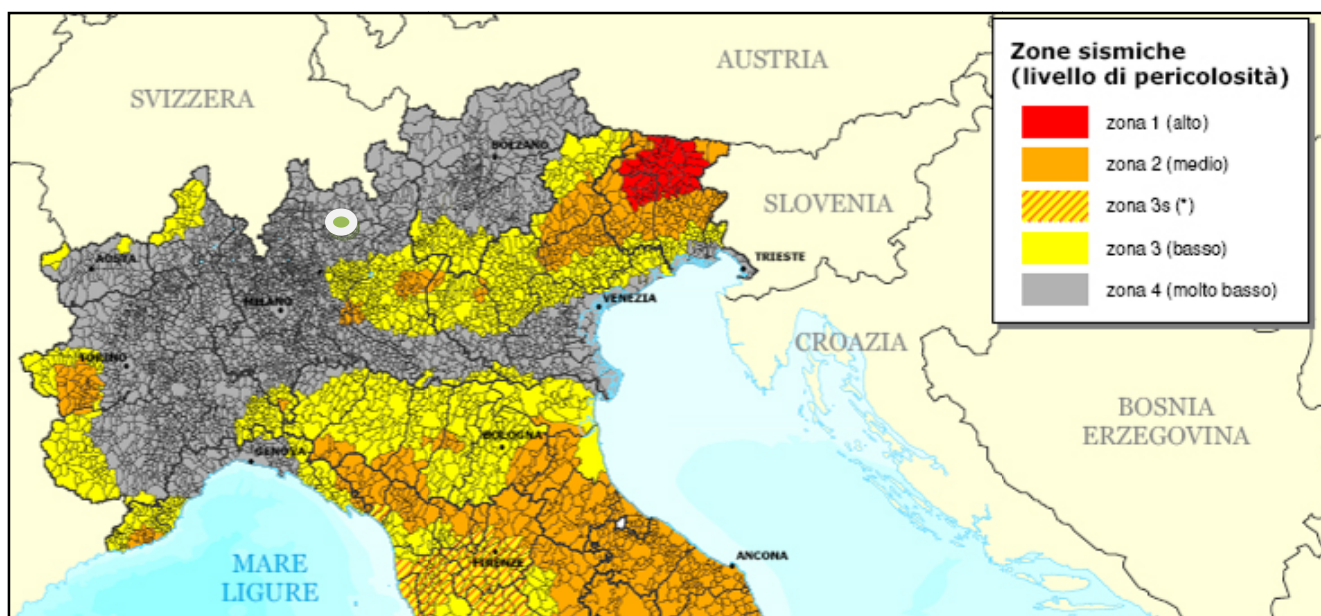 Zone sismiche
(livello di pericolosità)
zona 1 (alto)
zona 2 (medio)
zona 3s (*)
zona 3 (basso)
zona 4 (molto basso)
AUSTRIA
SVIZZERA
BOLZANO
SLOVENIA
AOSTA
TRIESTE
MILANO
VENEZIA
CROAZIA
TORINO
BOSNIA
ERZEGOVINA
BOLOGNA
GENOVA
ANCONA
FIRENZE
MARE
LIGURE